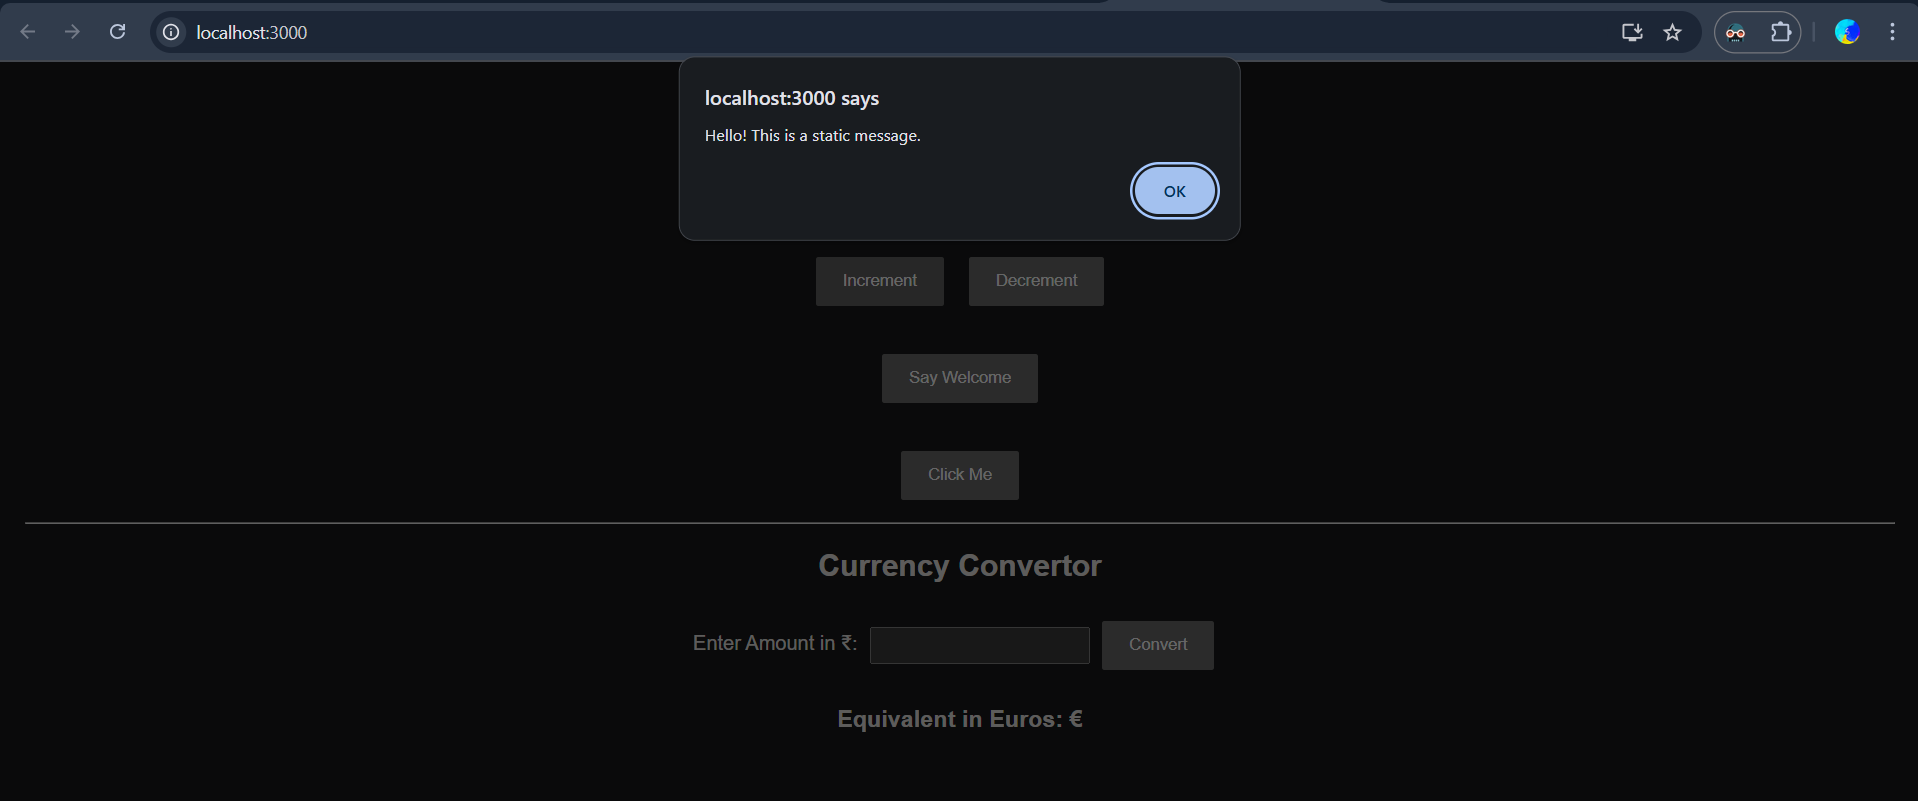 localhost:3000
localhost:3000 says
Hello! This is a static message.
OK
Increment Decrement
Say Welcome
Click Me
Currency Convertor
Enter Amount in ₹: Convert
Equivalent in Euros: €